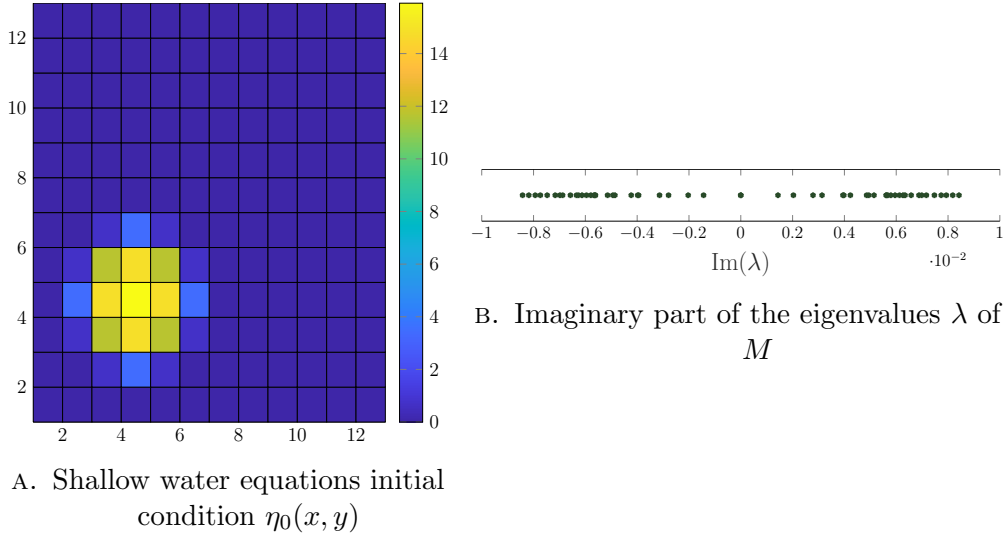 12
10
8
6
4
2
2 4 6 8 10 12
14
12
10
8
6
4
2
0
A. Shallow water equations initial
condition η₀(x, y)
−1 −0.8 −0.6 −0.4 −0.2 0 0.2 0.4 0.6 0.8 1
·10⁻²
Im(λ)
B. Imaginary part of the eigenvalues λ of
M